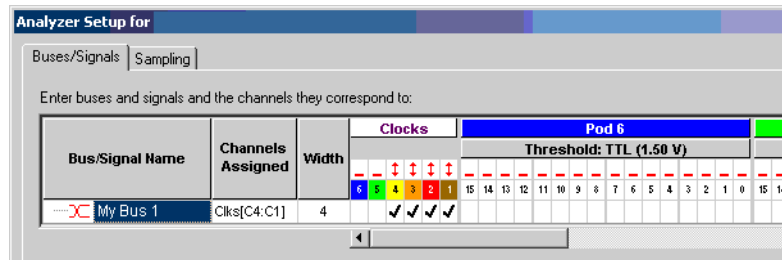 Analyzer Setup for
Buses/Signals Sampling
Enter buses and signals and the channels they correspond to:
Bus/Signal Name Channels Assigned Width Clocks Pod 6
Threshold: TTL (1.50 V)
6 5 4 3 2 1 15 14 13 12 11 10 9 8 7 6 5 4 3 2 1 0 15
My Bus 1 Clks[C4:C1] 4